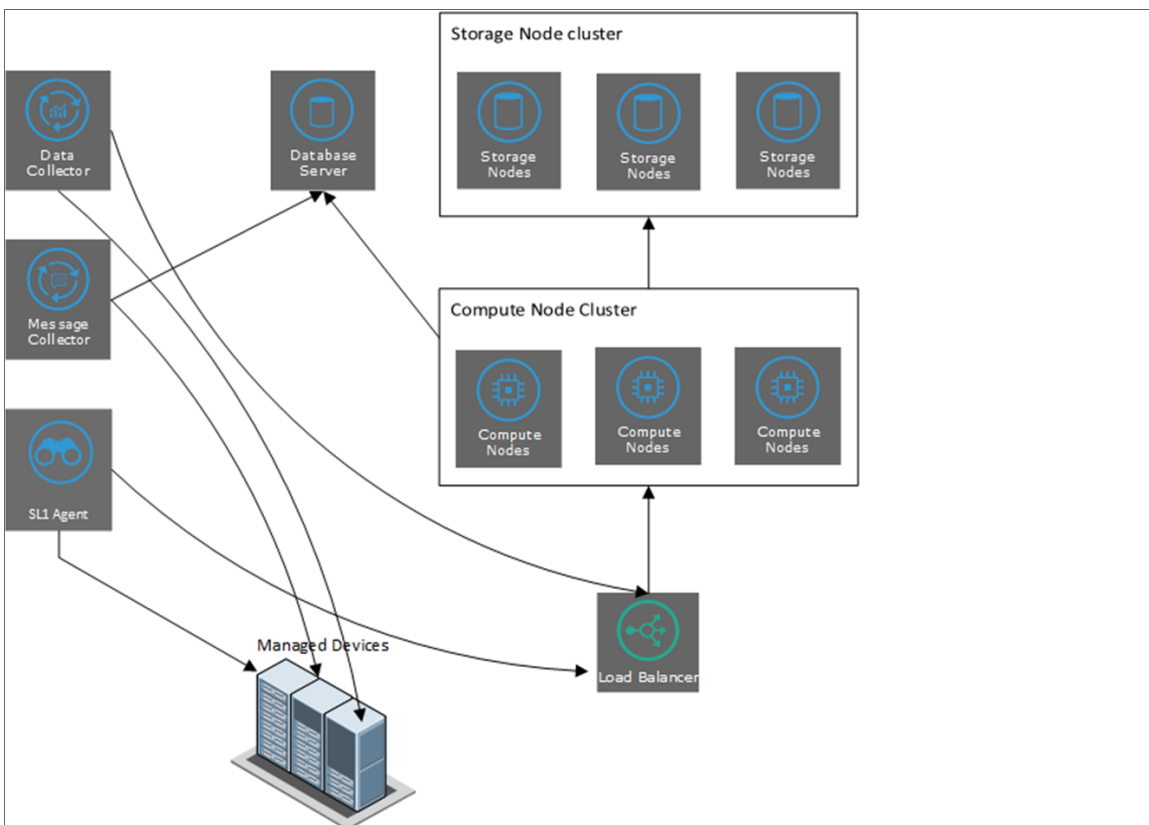 Storage Node cluster
Data
Collector
Database
Server
Storage
Nodes
Storage
Nodes
Storage
Nodes
Message
Collector
Compute Node Cluster
Compute
Nodes
Compute
Nodes
Compute
Nodes
SL1 Agent
Managed Devices
Load Balancer